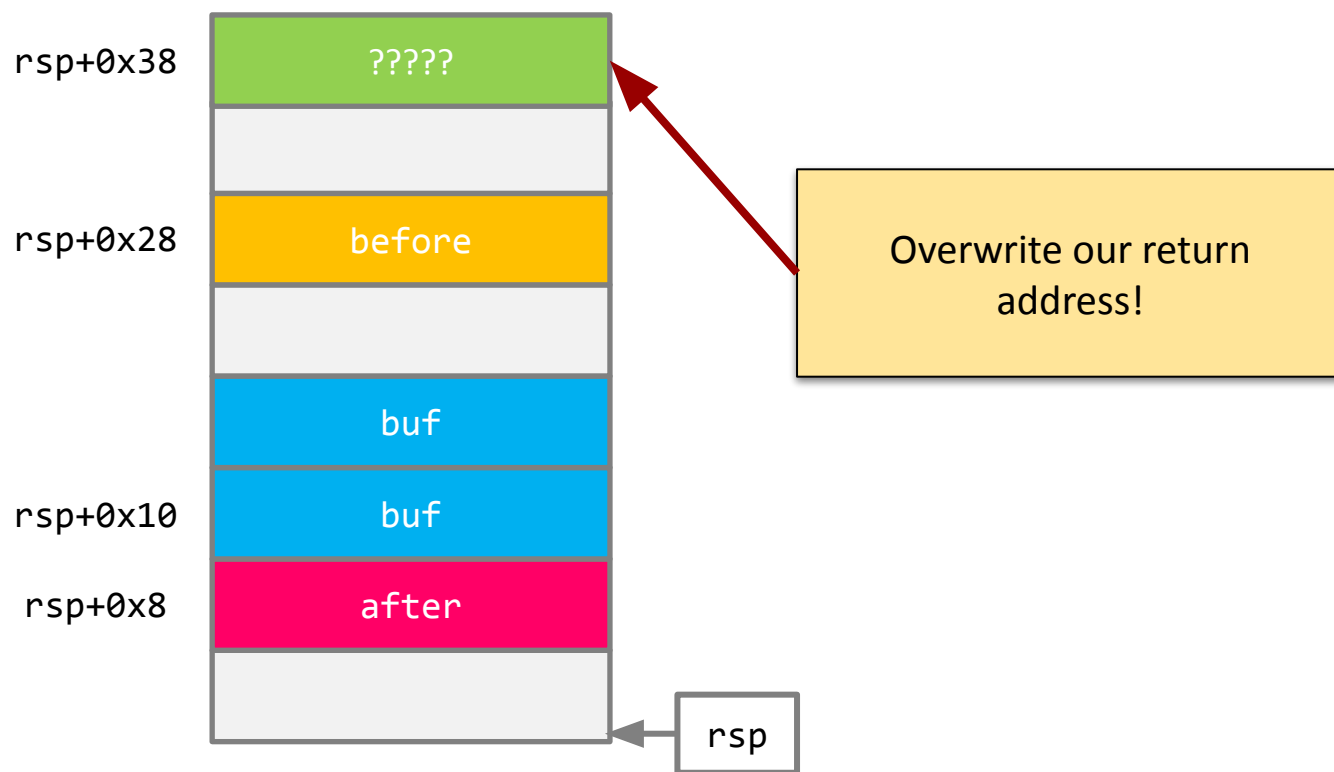 rsp+0x38
?????
rsp+0x28
before
Overwrite our return
address!
buf
rsp+0x10
buf
rsp+0x8
after
rsp